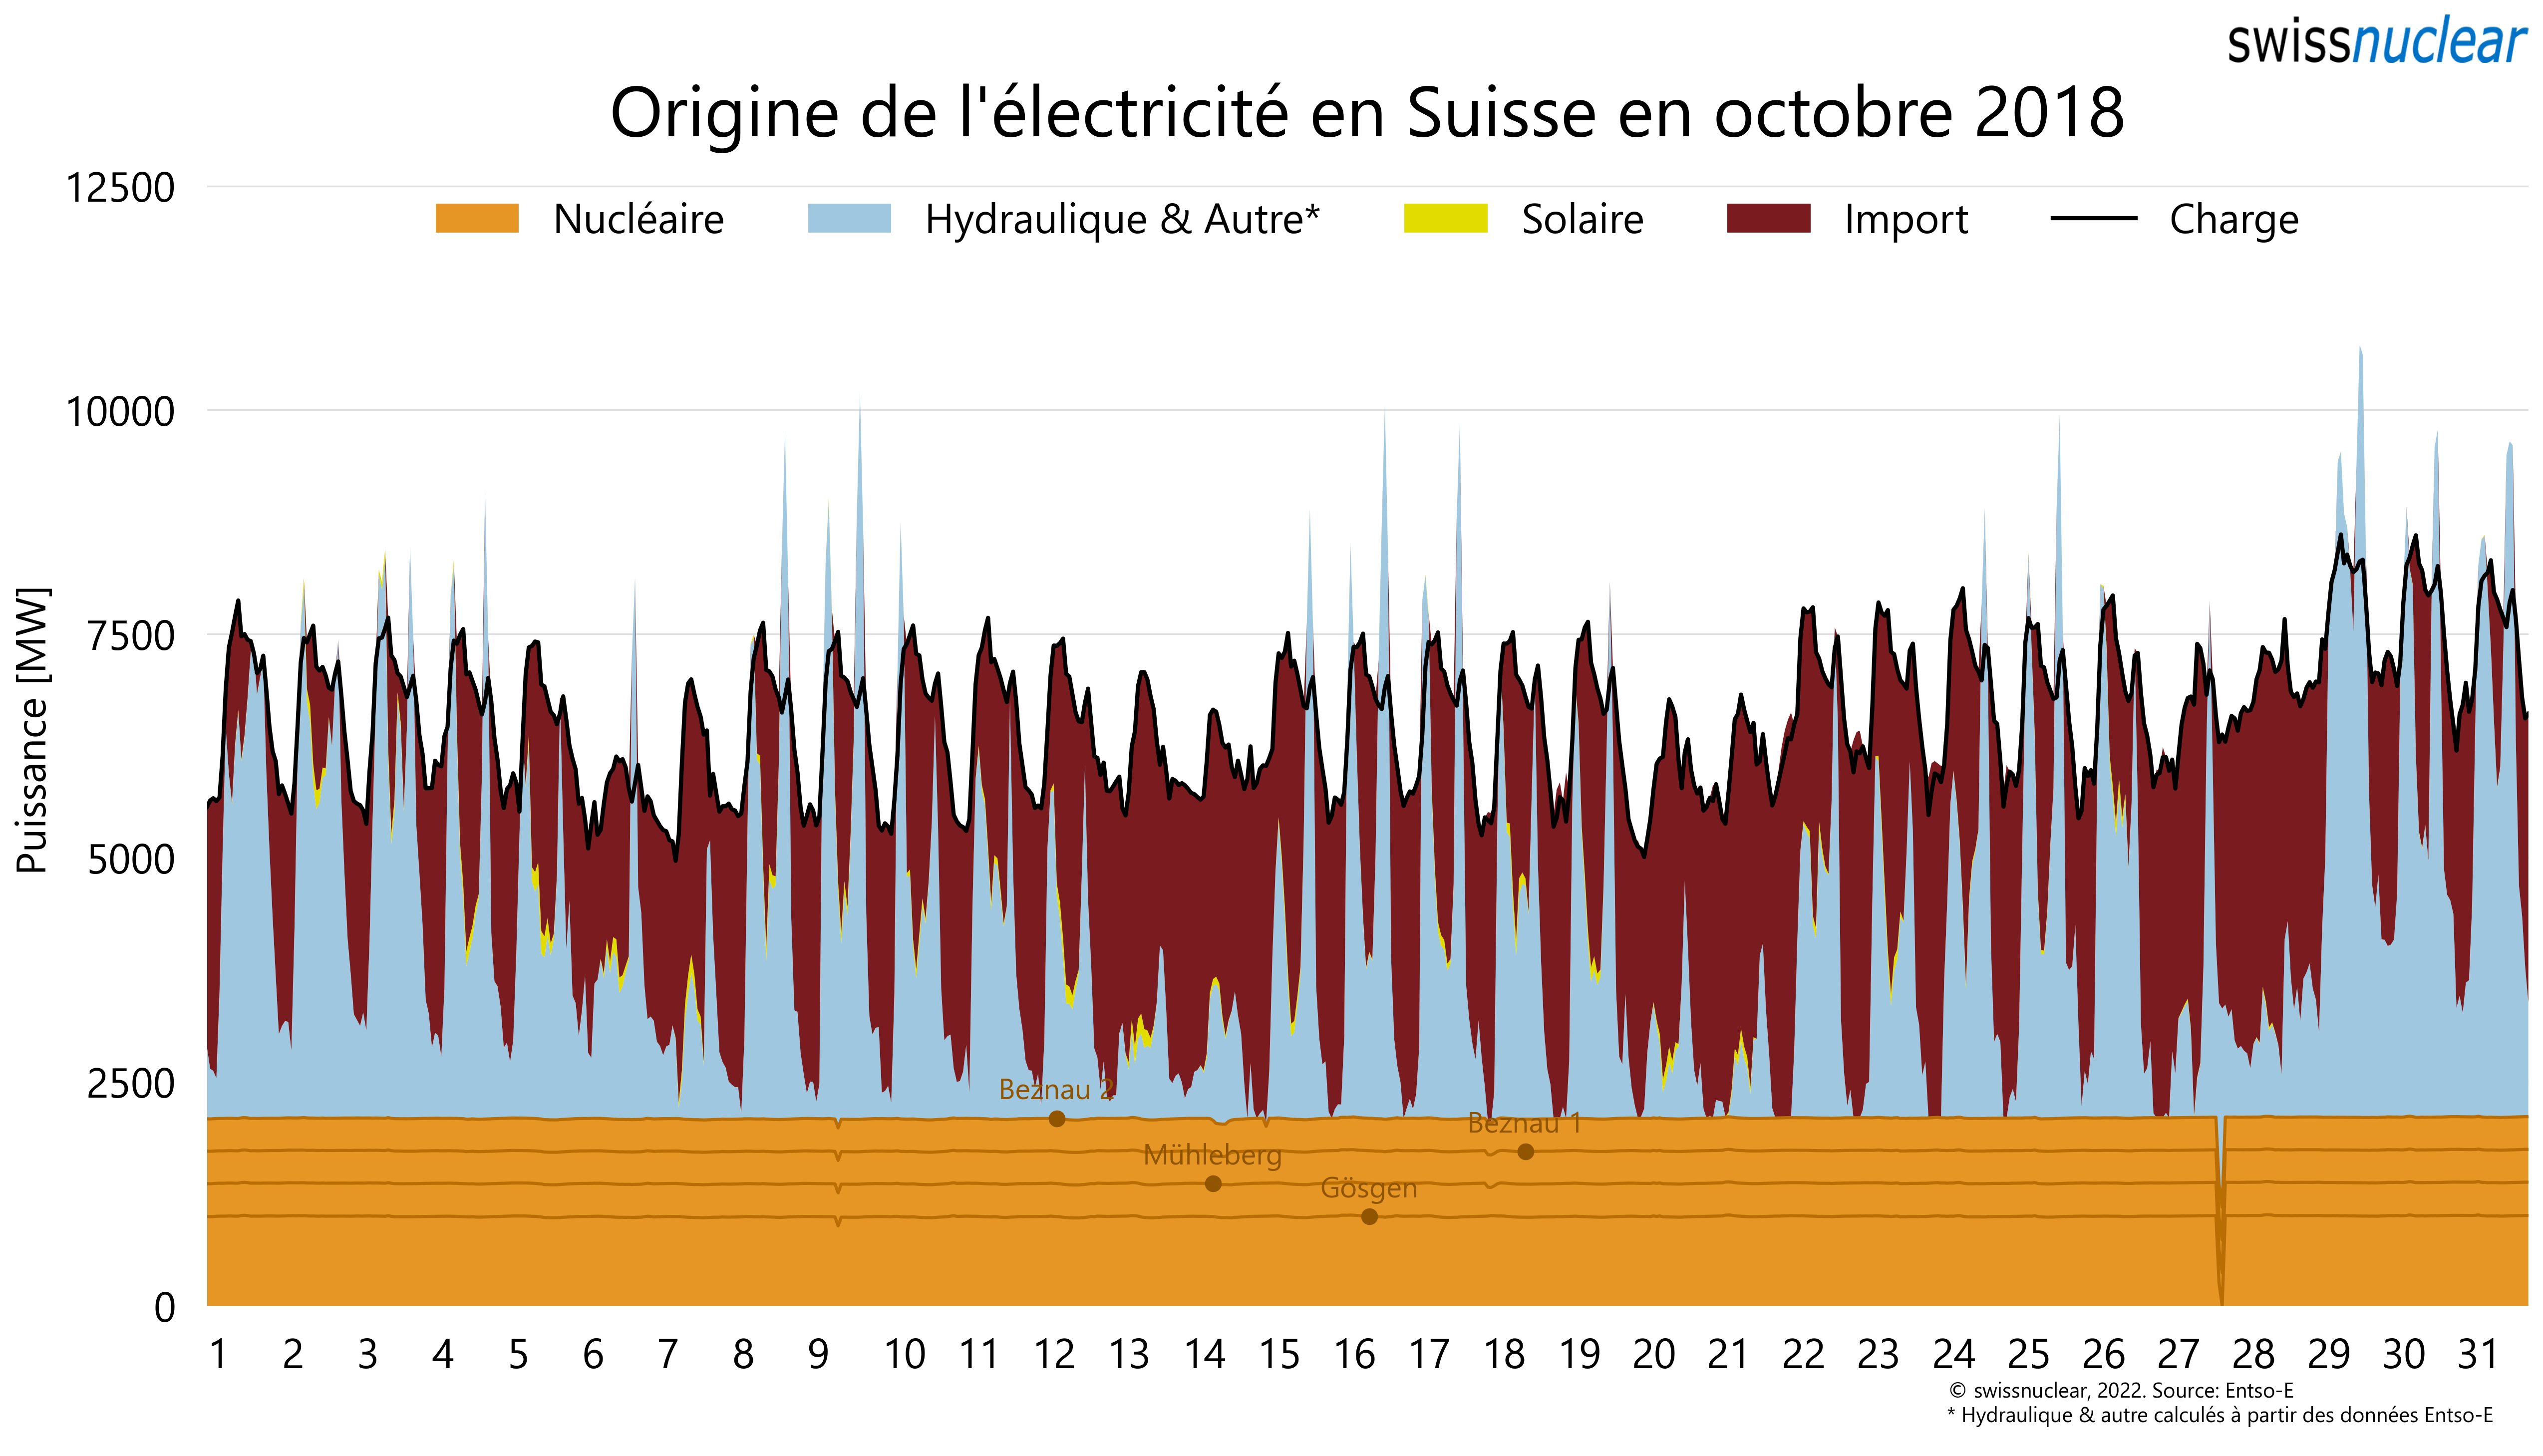 swissnuclear
Origine de l'électricité en Suisse en octobre 2018
12500
Nucléaire Hydraulique & Autre* Solaire Import Charge
10000
7500
Puissance [MW]
5000
2500
Beznau 2
Beznau 1
Mühleberg
Gösgen
0
1 2 3 4 5 6 7 8 9 10 11 12 13 14 15 16 17 18 19 20 21 22 23 24 25 26 27 28 29 30 31
© swissnuclear, 2022. Source: Entso-E
* Hydraulique & autre calculés à partir des données Entso-E